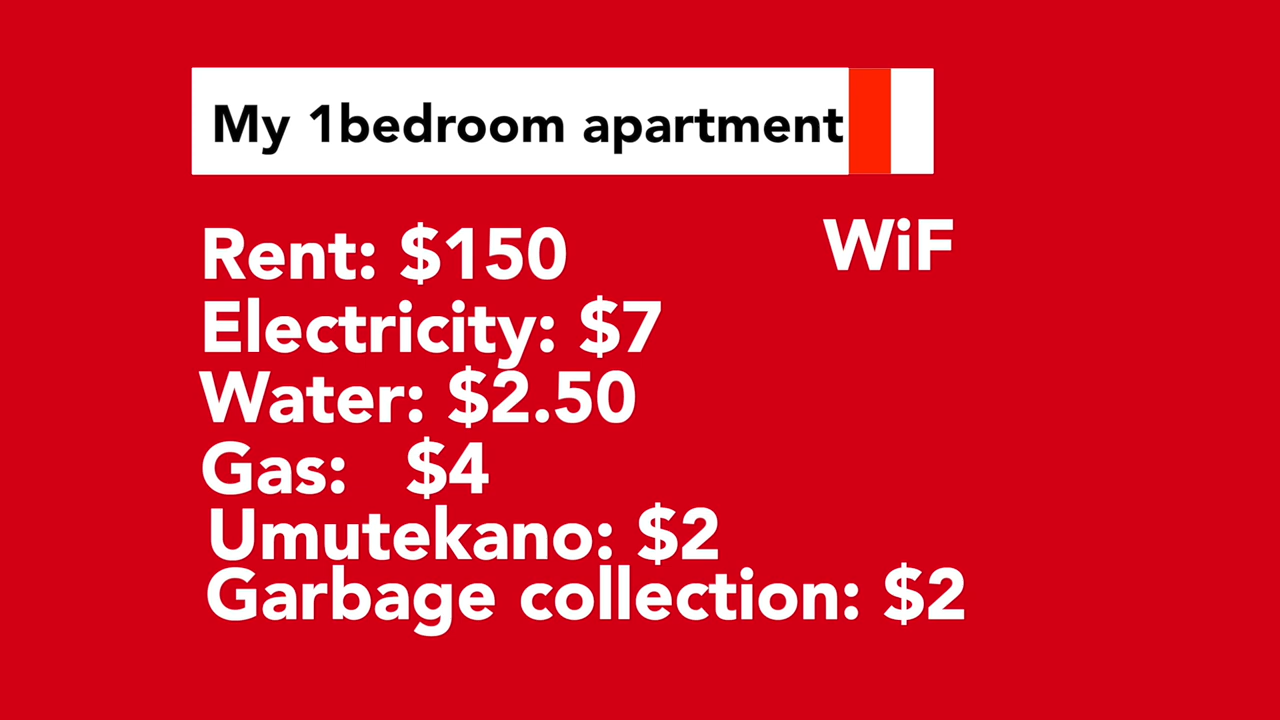 My 1bedroom apartment
Rent: $150
WiF
Electricity: $7
Water: $2.50
Gas: $4
Umutekano: $2
Garbage collection: $2